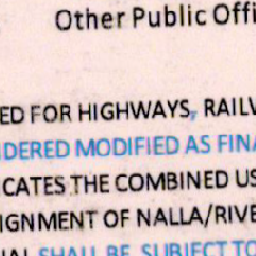 Other Public Offi
ED FOR HIGHWAYS, RAILW
DERED MODIFIED AS FINA
CATES THE COMBINED US
IGNMENT OF NALLA/RIVE
SHALL BE SUBJECT TO